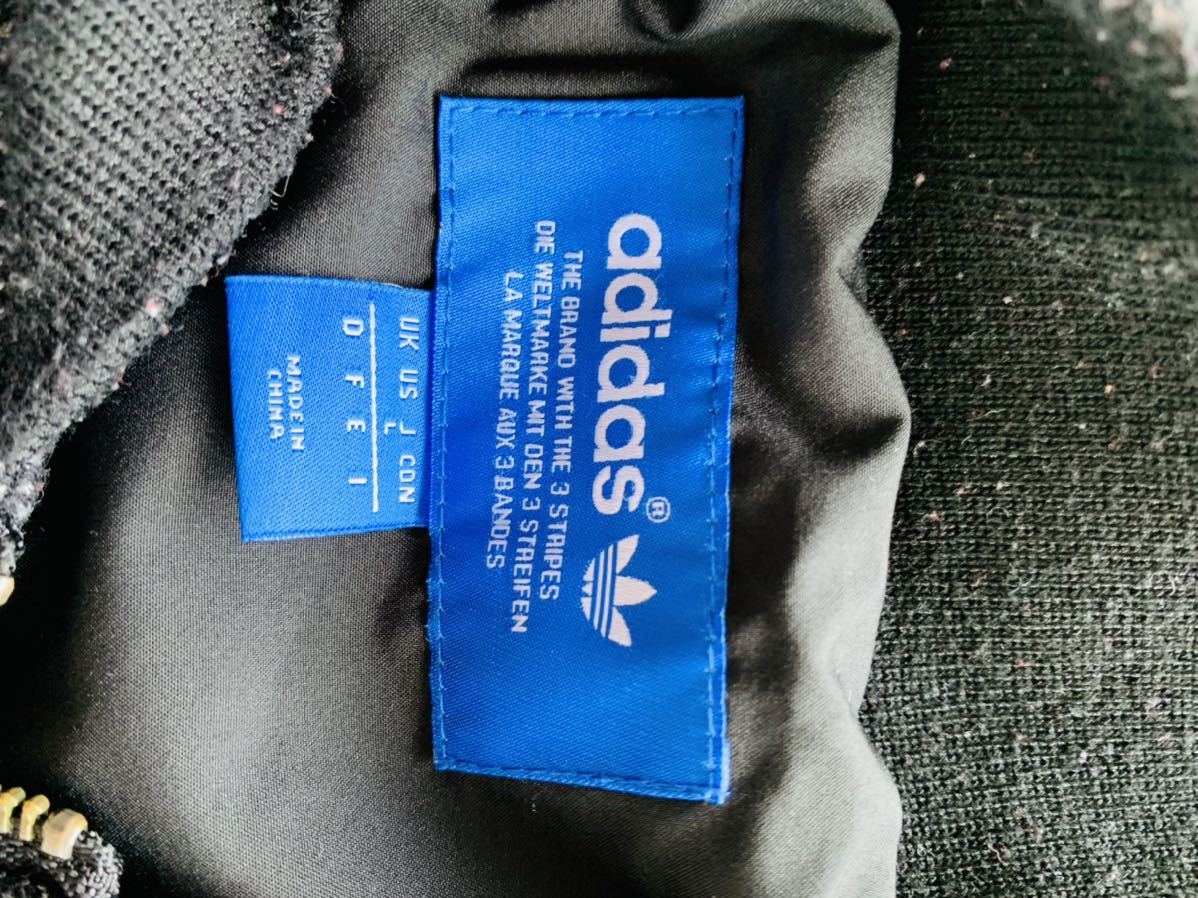 adidas®
THE BRAND WITH THE 3 STRIPES
DIE WELTMARKE MIT DEN 3 STREIFEN
LA MARQUE AUX 3 BANDES
UK US J CDN
L
D F E I
MADE IN
CHINA